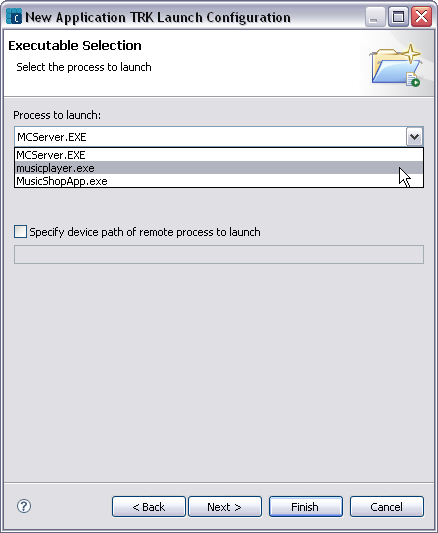 New Application TRK Launch Configuration
Executable Selection
Select the process to launch
Process to launch:
MCServer.EXE
MCServer.EXE
musicplayer.exe
MusicShopApp.exe
Specify device path of remote process to launch
? < Back Next > Finish Cancel